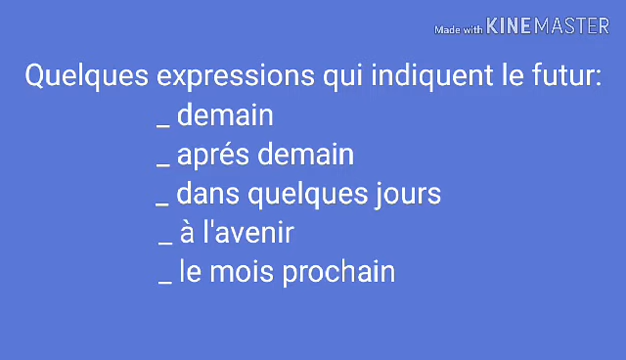 Made with KINEMASTER
Quelques expressions qui indiquent le futur:
_ demain
_ aprés demain
_ dans quelques jours
_ à l'avenir
_ le mois prochain